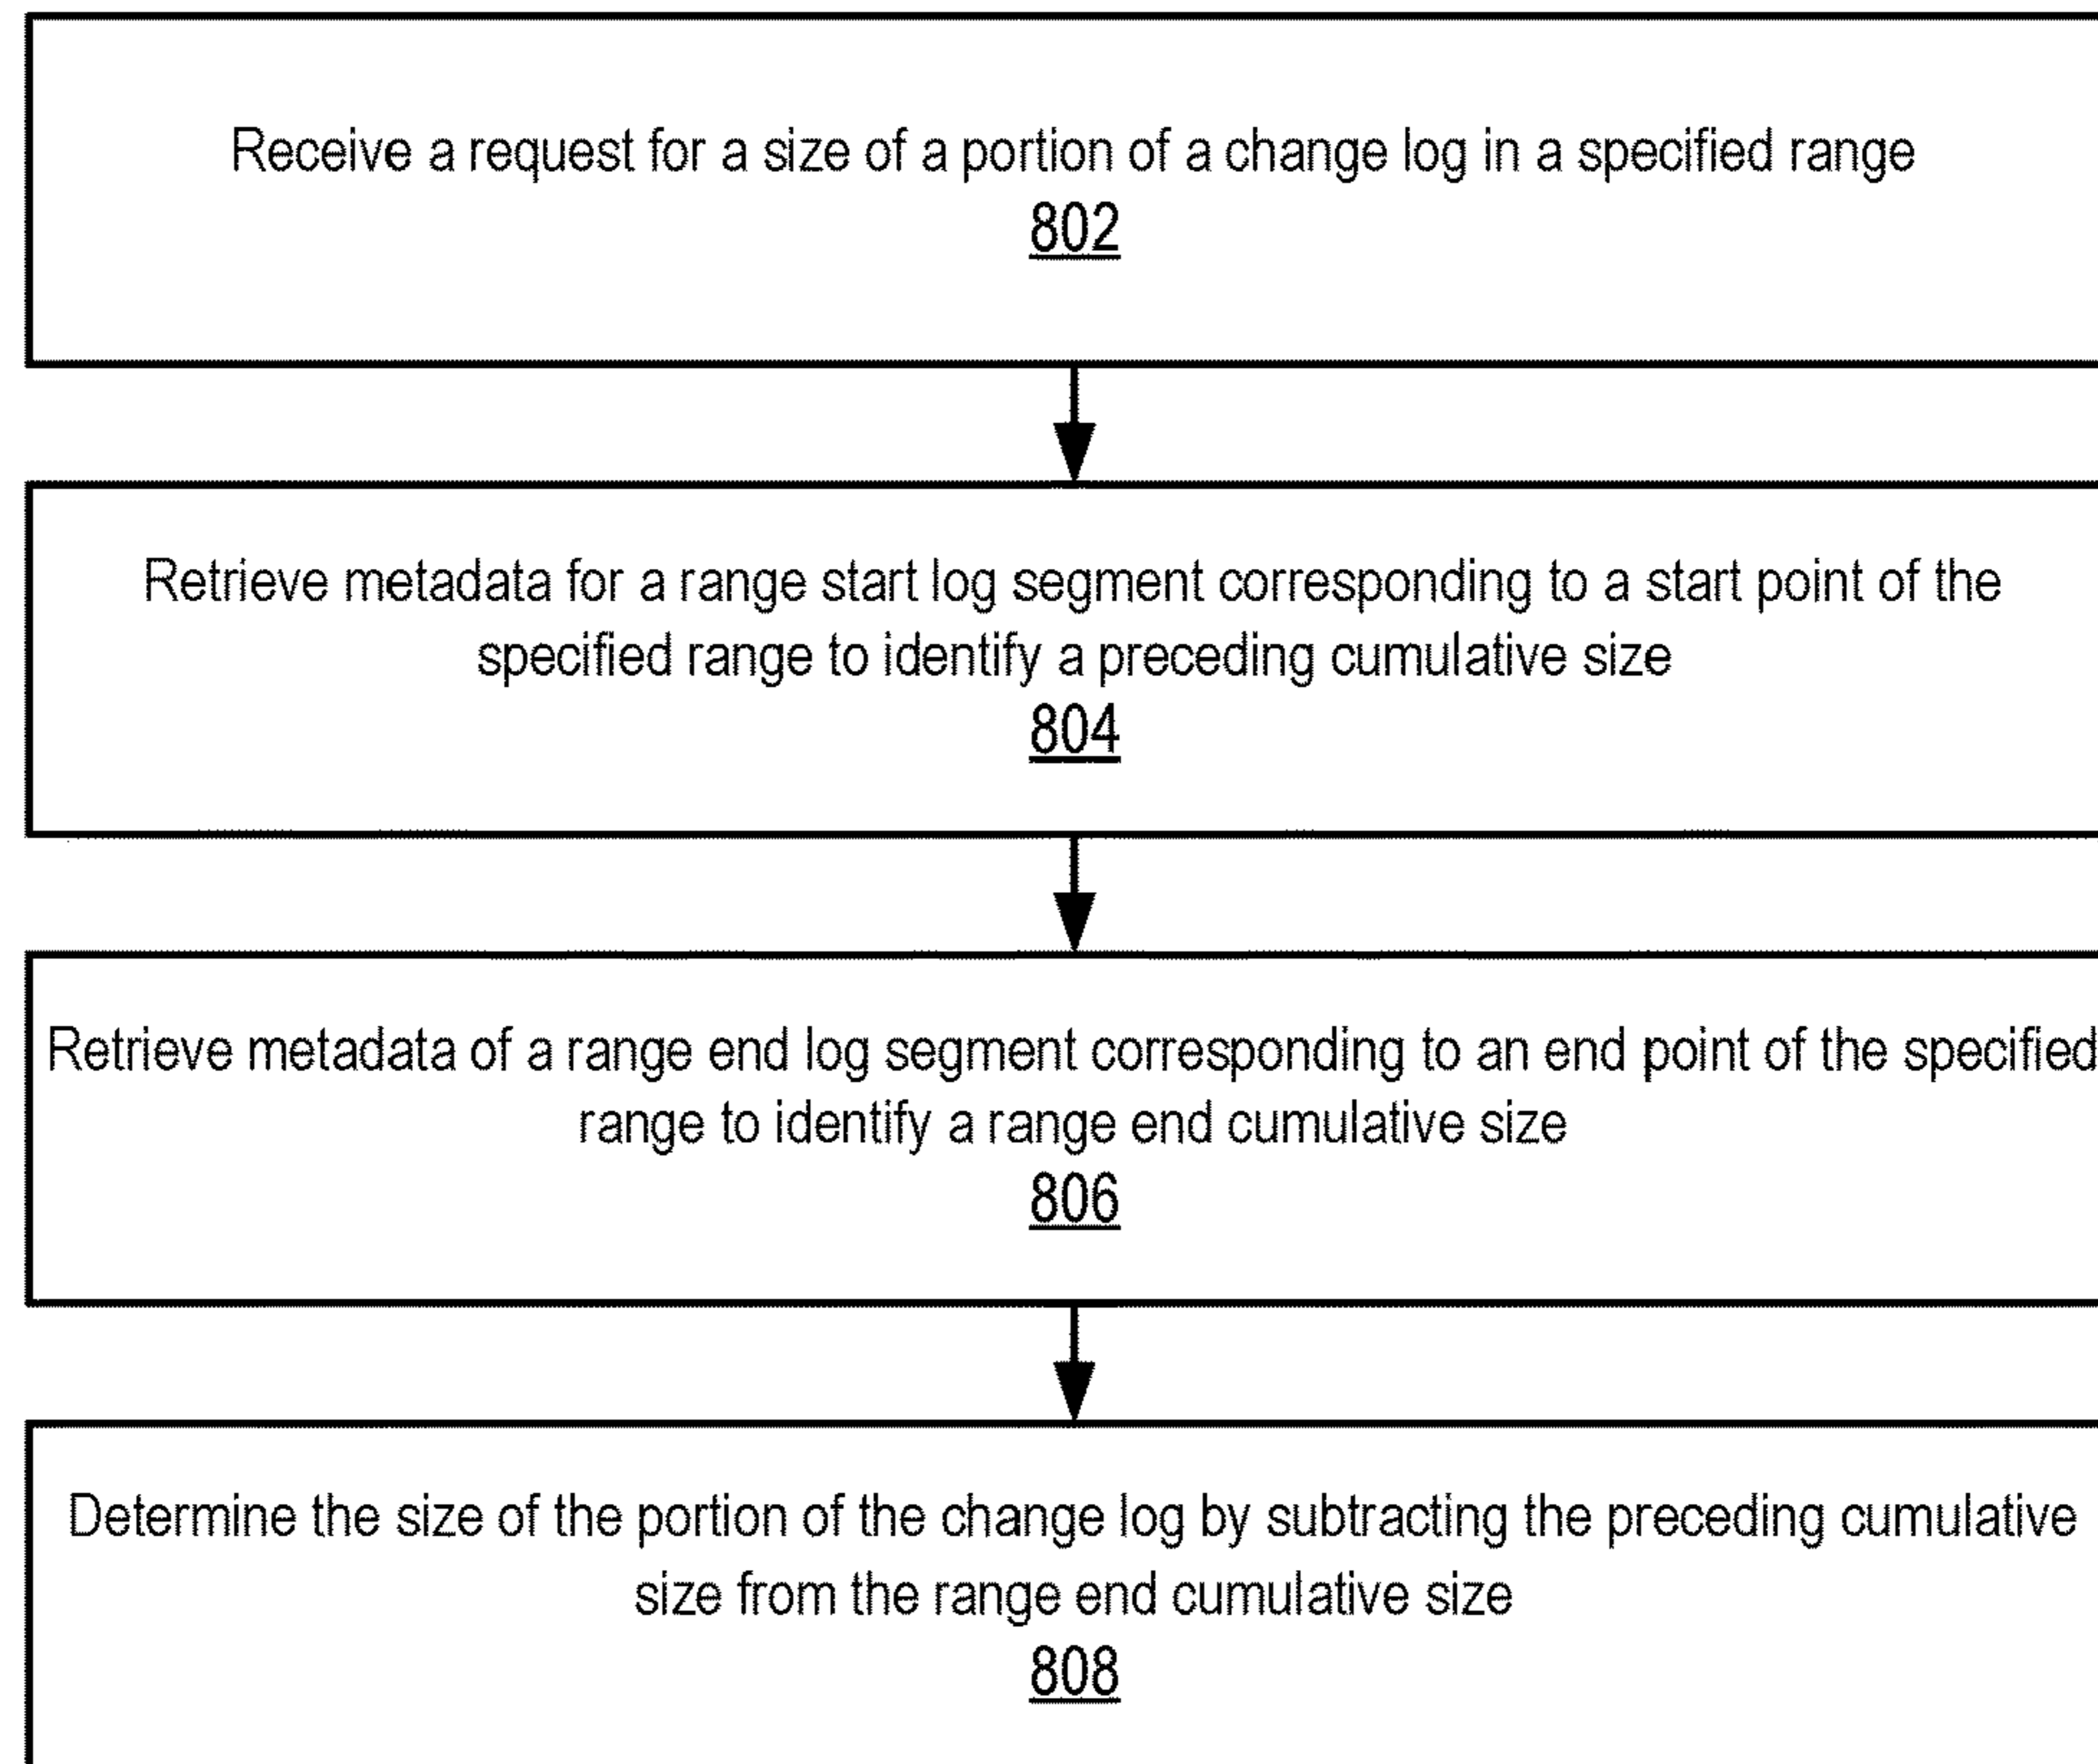 Receive a request for a size of a portion of a change log in a specified range
802
Retrieve metadata for a range start log segment corresponding to a start point of the
specified range to identify a preceding cumulative size
804
Retrieve metadata of a range end log segment corresponding to an end point of the specified
range to identify a range end cumulative size
806
Determine the size of the portion of the change log by subtracting the preceding cumulative
size from the range end cumulative size
808